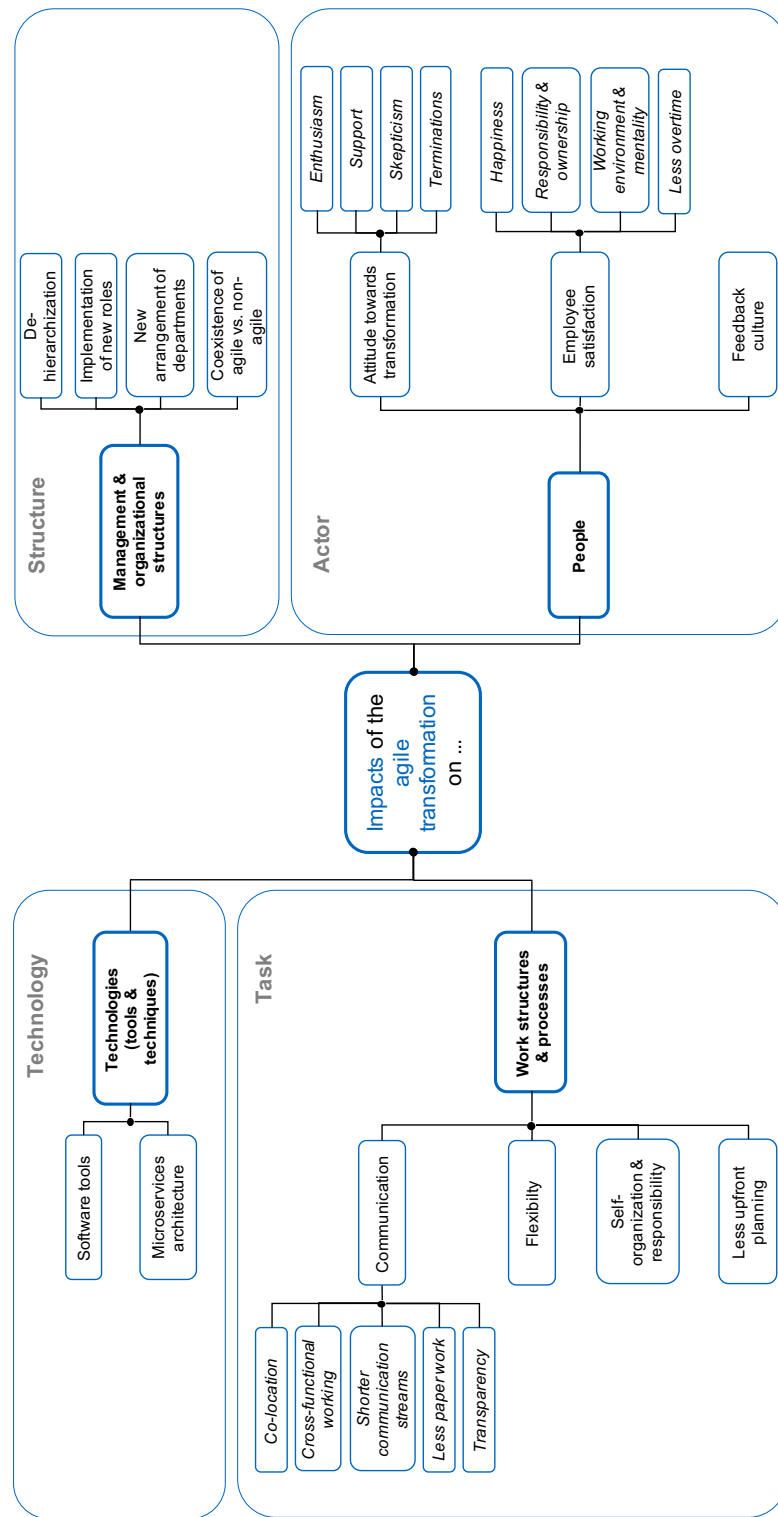 Technology
Software tools
Microservices
architecture
Technologies
(tools &
techniques)
Task
Co-location
Cross-functional
working
Shorter
communication
streams
Less paperwork
Transparency
Communication
Flexibilty
Self-
organization &
responsibility
Less upfront
planning
Work structures
& processes
Impacts of the
agile
transformation
on ...
Structure
Management &
organizational
structures
De-
hierarchization
Implementation
of new roles
New
arrangement of
departments
Coexistence of
agile vs. non-
agile
Actor
People
Attitude towards
transformation
Enthusiasm
Support
Skepticism
Terminations
Employee
satisfaction
Happiness
Responsibility &
ownership
Working
environment &
mentality
Less overtime
Feedback
culture